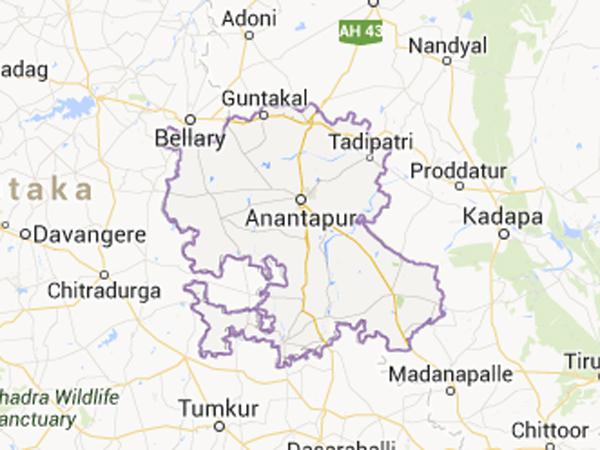 Adoni
AH 43
Nandyal
adag
Guntakal
Bellary
Tadipatri
Proddatur
taka
Anantapur
Kadapa
Davangere
Chitradurga
Tiru
Madanapalle
hadra Wildlife
anctuary
Tumkur
Chittoor
Dasarahalli